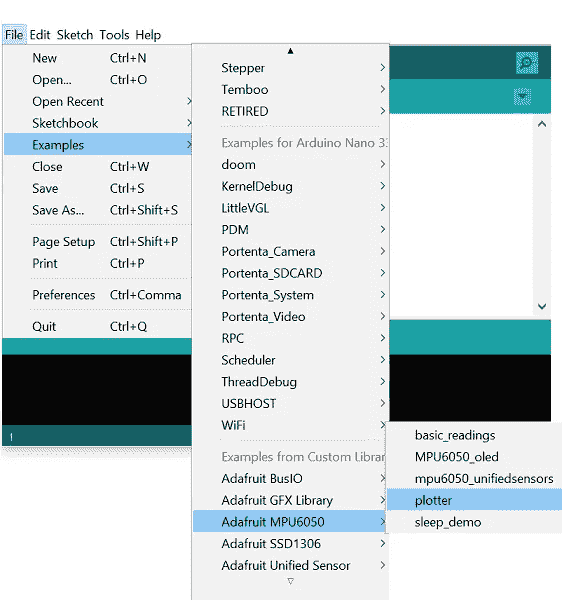 File Edit Sketch Tools Help
New Ctrl+N
Open... Ctrl+O
Open Recent
Sketchbook
Examples
Close Ctrl+W
Save Ctrl+S
Save As... Ctrl+Shift+S
Page Setup Ctrl+Shift+P
Print Ctrl+P
Preferences Ctrl+Comma
Quit Ctrl+Q
1
Stepper
Temboo
RETIRED
Examples for Arduino Nano 3
doom
KernelDebug
LittleVGL
PDM
Portenta_Camera
Portenta_SDCARD
Portenta_System
Portenta_Video
RPC
Scheduler
ThreadDebug
USBHOST
WiFi
Examples from Custom Librar
Adafruit BusIO
Adafruit GFX Library
Adafruit MPU6050
Adafruit SSD1306
Adafruit Unified Sensor
basic_readings
MPU6050_oled
mpu6050_unifiedsensors
plotter
sleep_demo